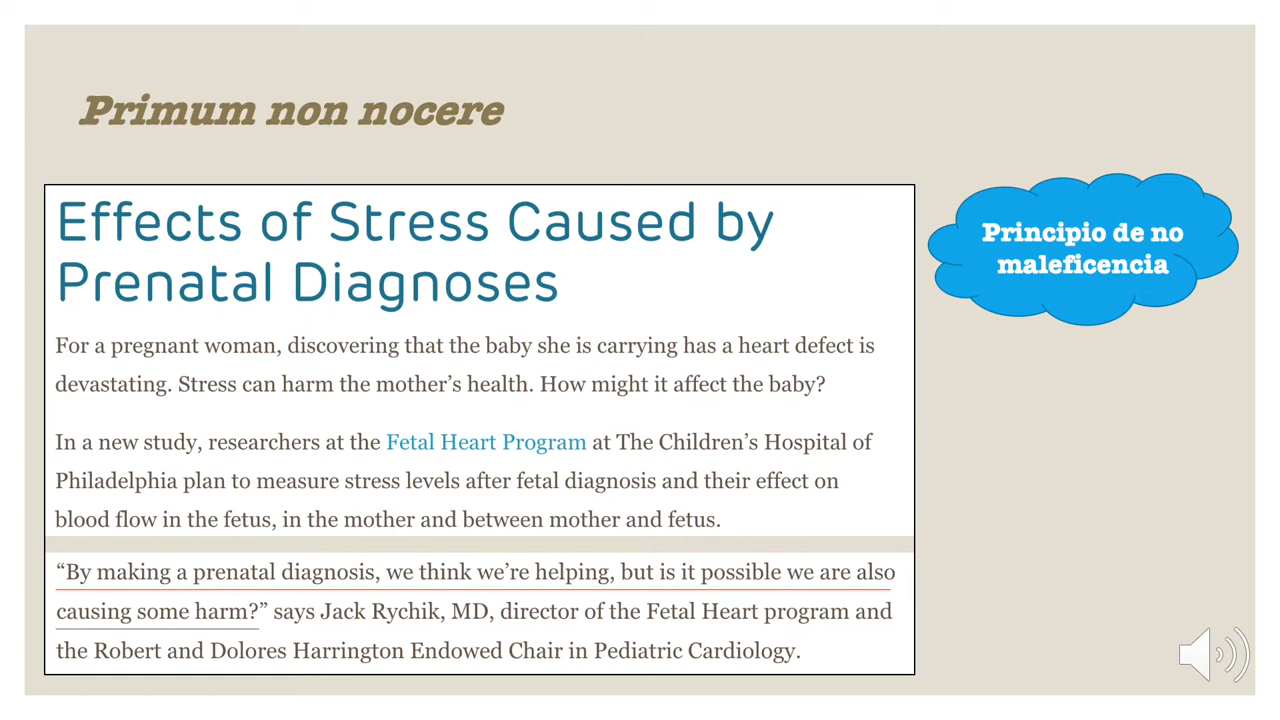 Primum non nocere
Effects of Stress Caused by
Prenatal Diagnoses
For a pregnant woman, discovering that the baby she is carrying has a heart defect is
devastating. Stress can harm the mother’s health. How might it affect the baby?
In a new study, researchers at the Fetal Heart Program at The Children’s Hospital of
Philadelphia plan to measure stress levels after fetal diagnosis and their effect on
blood flow in the fetus, in the mother and between mother and fetus.
“By making a prenatal diagnosis, we think we’re helping, but is it possible we are also
causing some harm?” says Jack Rychik, MD, director of the Fetal Heart program and
the Robert and Dolores Harrington Endowed Chair in Pediatric Cardiology.
Principio de no
maleficencia